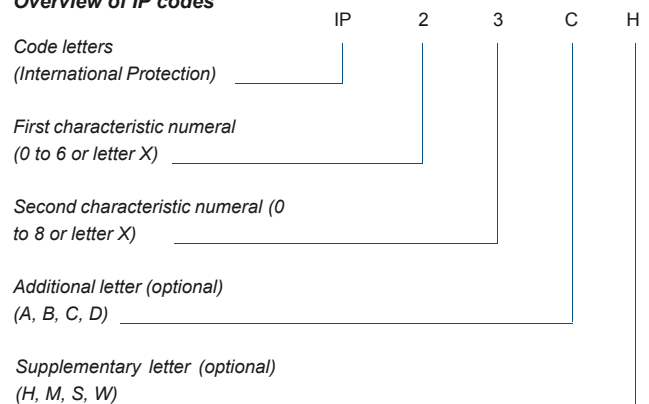 Overview of IP codes
IP 2 3 C H
Code letters
(International Protection)
First characteristic numeral
(0 to 6 or letter X)
Second characteristic numeral (0
to 8 or letter X)
Additional letter (optional)
(A, B, C, D)
Supplementary letter (optional)
(H, M, S, W)